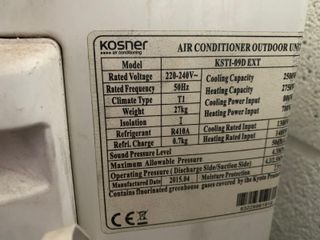 kosner
air conditioning
AIR CONDITIONER OUTDOOR UNIT
Model KSTI-09D EXT
Rated Voltage 220-240V~ Cooling Capacity 2500W
Rated Frequency 50Hz Heating Capacity 2750W
Climate Type T1 Cooling Power Input
Weight 27kg Heating Power Input
Isolation I Cooling Rated Input
Refrigerant R410A Heating Rated Input
Refri. Charge 0.7kg
Sound Pressure Level
Maximum Allowable Pressure
Operating Pressure (Discharge Side/Suction Side)
Manufactured Date 2015.04 Moisture Protection
Contains fluorinated greenhouse gases covered by the Kyoto
CE